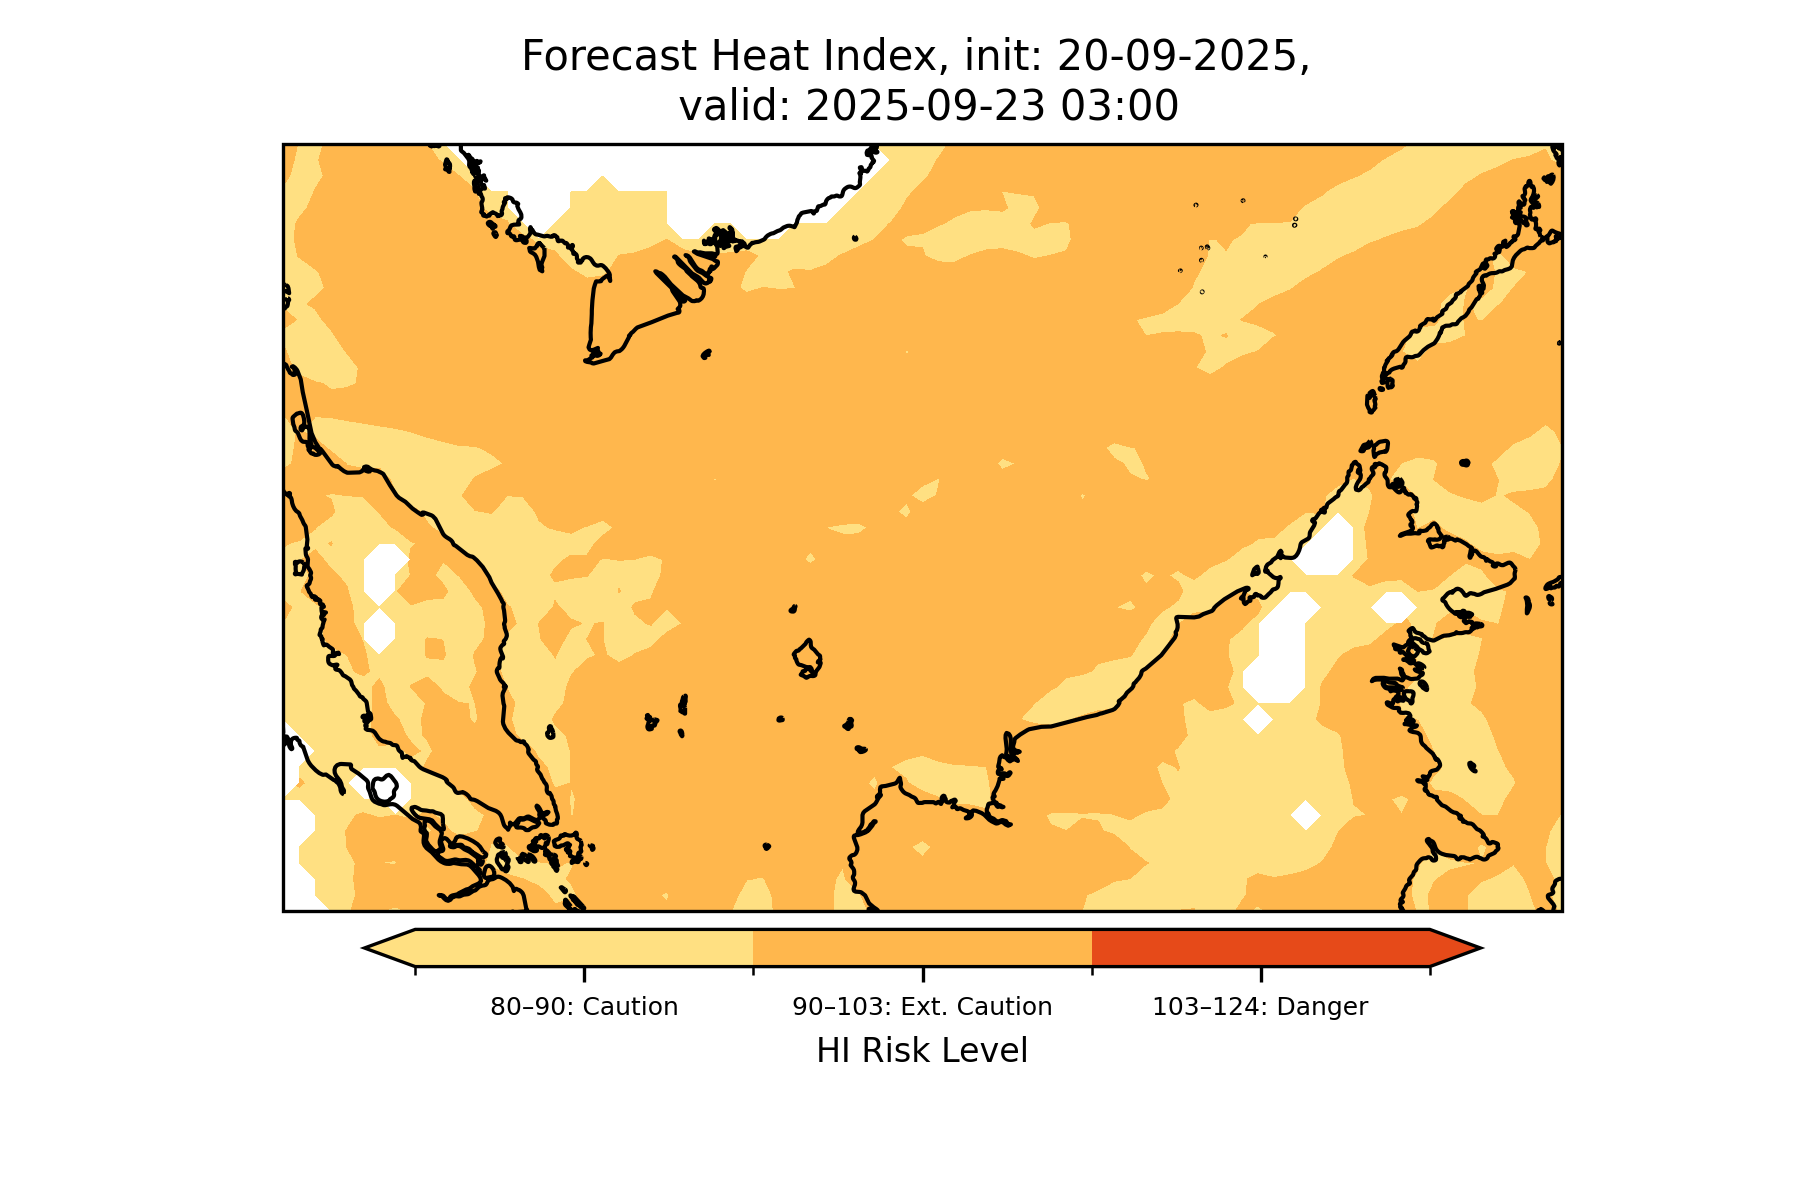 Forecast Heat Index, init: 20-09-2025,
valid: 2025-09-23 03:00
80–90: Caution
90–103: Ext. Caution
103–124: Danger
HI Risk Level